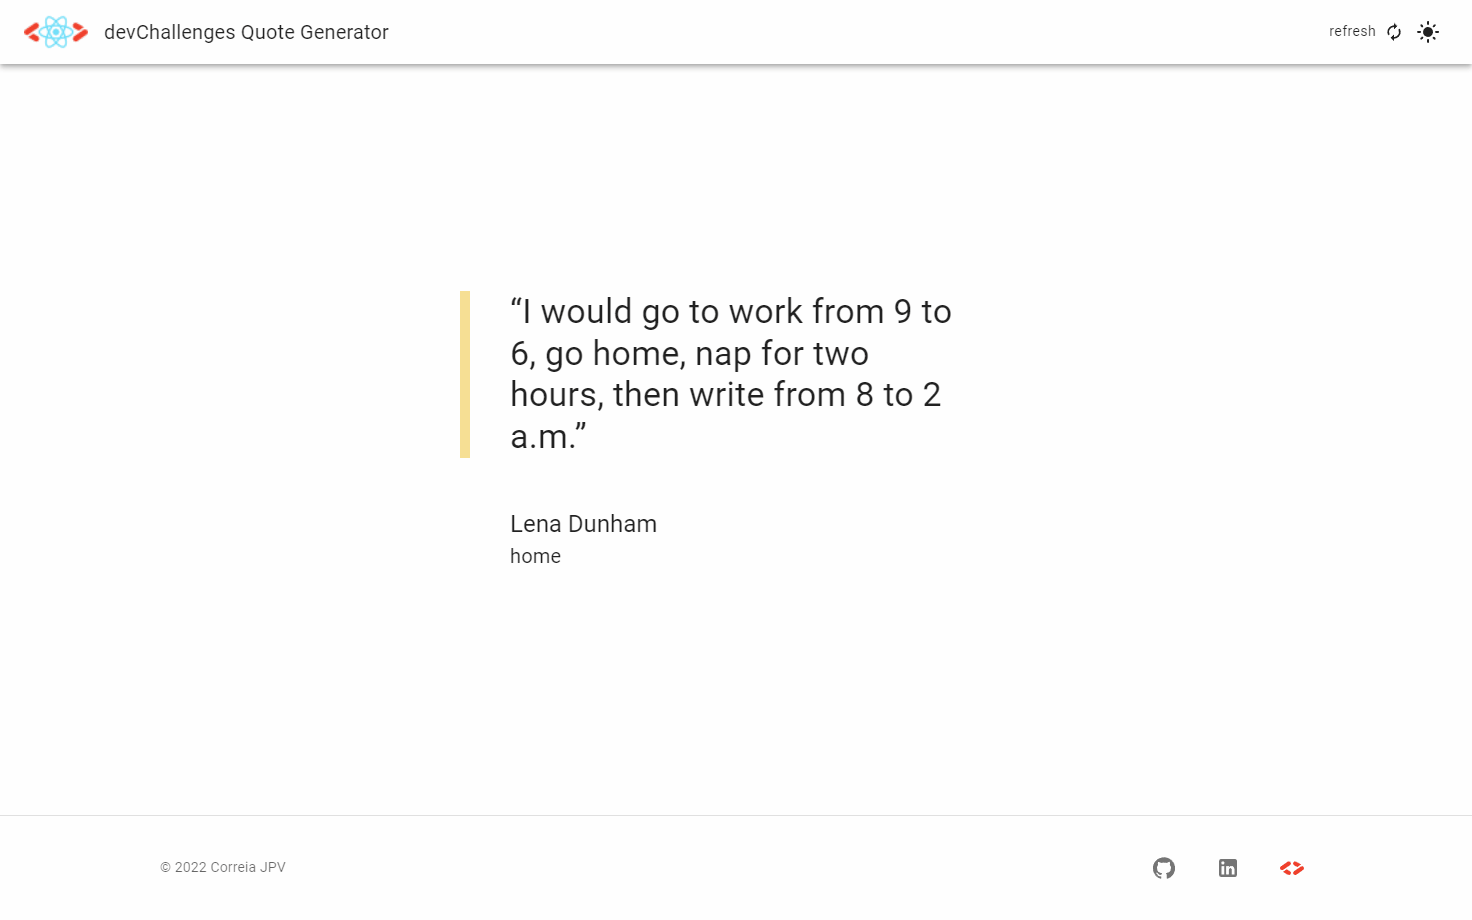 devChallenges Quote Generator
refresh
“I would go to work from 9 to
6, go home, nap for two
hours, then write from 8 to 2
a.m.”
Lena Dunham
home
© 2022 Correia JPV
in